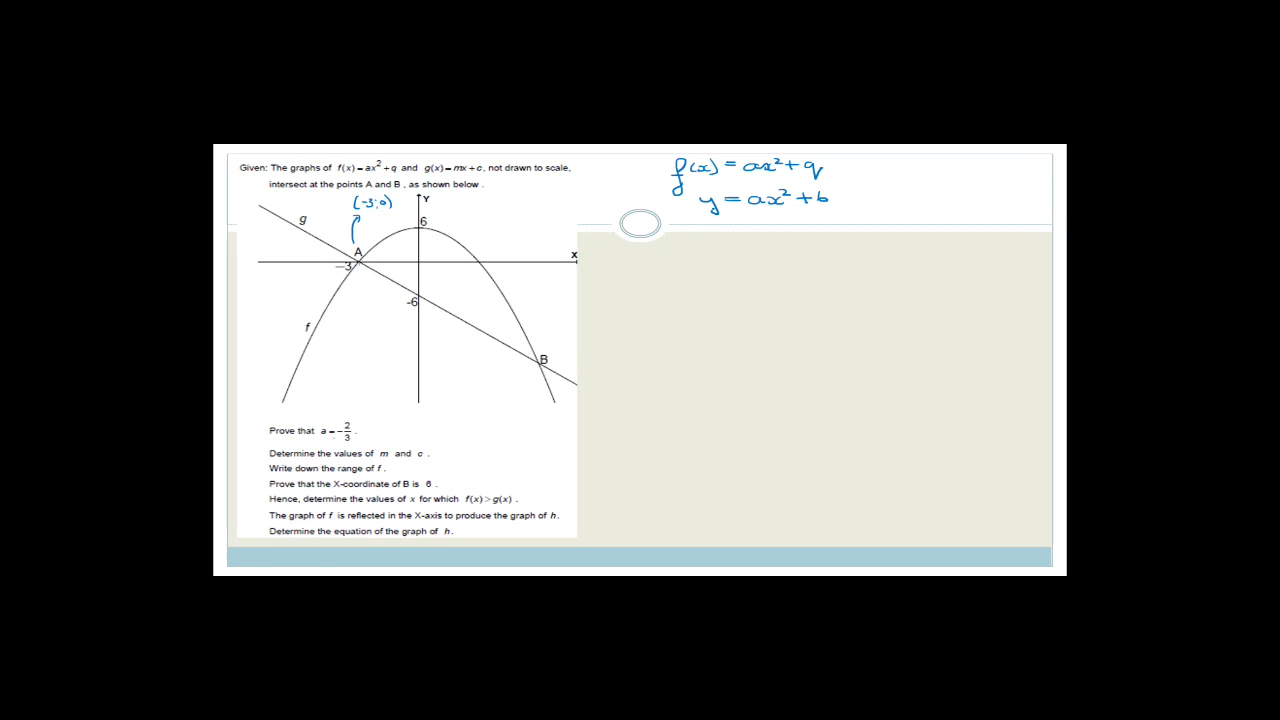 Given: The graphs of f(x) = ax² + q and g(x) = mx + c, not drawn to scale,
intersect at the points A and B , as shown below .
(-3;0)
Y
g
6
A
X
-3
-6
f
B
Prove that a = -2/3 .
Determine the values of m and c .
Write down the range of f .
Prove that the X-coordinate of B is 6 .
Hence, determine the values of x for which f(x) > g(x) .
The graph of f is reflected in the X-axis to produce the graph of h.
Determine the equation of the graph of h.
f(x) = ax² + q
y = ax² + 6